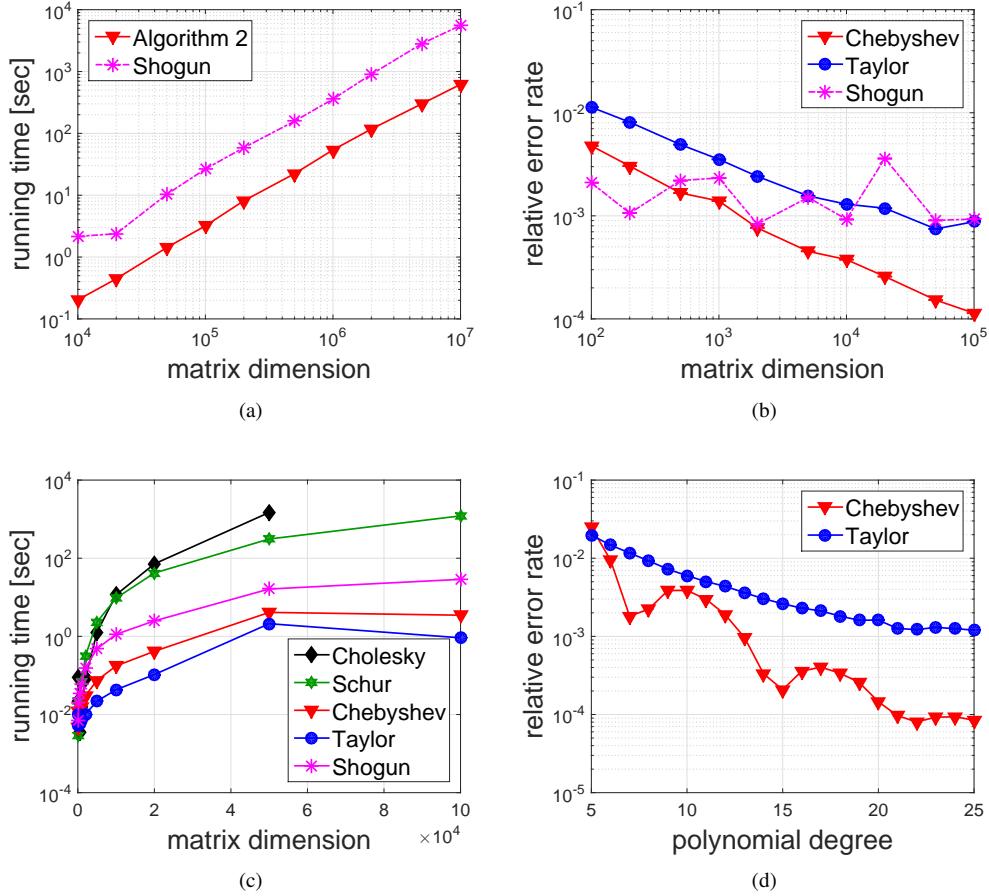 running time [sec]
10^4
10^3
10^2
10^1
10^0
10^-1
Algorithm 2
Shogun
10^4
10^5
10^6
10^7
matrix dimension
(a)
relative error rate
10^-1
10^-2
10^-3
10^-4
Chebyshev
Taylor
Shogun
10^2
10^3
10^4
10^5
matrix dimension
(b)
running time [sec]
10^4
10^2
10^0
10^-2
10^-4
Cholesky
Schur
Chebyshev
Taylor
Shogun
0 2 4 6 8 10
×10^4
matrix dimension
(c)
relative error rate
10^-1
10^-2
10^-3
10^-4
10^-5
Chebyshev
Taylor
5 10 15 20 25
polynomial degree
(d)